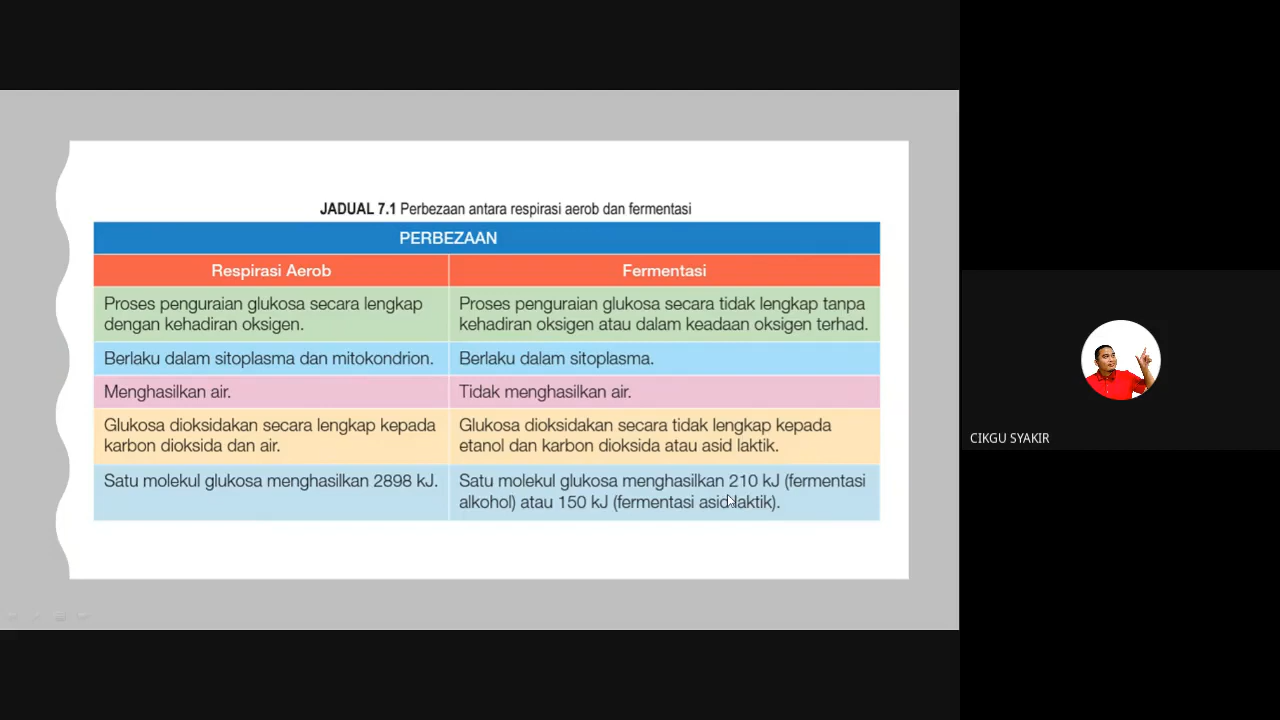 JADUAL 7.1 Perbezaan antara respirasi aerob dan fermentasi
PERBEZAAN
Respirasi Aerob
Fermentasi
Proses penguraian glukosa secara lengkap
dengan kehadiran oksigen.
Proses penguraian glukosa secara tidak lengkap tanpa
kehadiran oksigen atau dalam keadaan oksigen terhad.
Berlaku dalam sitoplasma dan mitokondrion.
Berlaku dalam sitoplasma.
Menghasilkan air.
Tidak menghasilkan air.
Glukosa dioksidakan secara lengkap kepada
karbon dioksida dan air.
Glukosa dioksidakan secara tidak lengkap kepada
etanol dan karbon dioksida atau asid laktik.
Satu molekul glukosa menghasilkan 2898 kJ.
Satu molekul glukosa menghasilkan 210 kJ (fermentasi
alkohol) atau 150 kJ (fermentasi asid laktik).
CIKGU SYAKIR